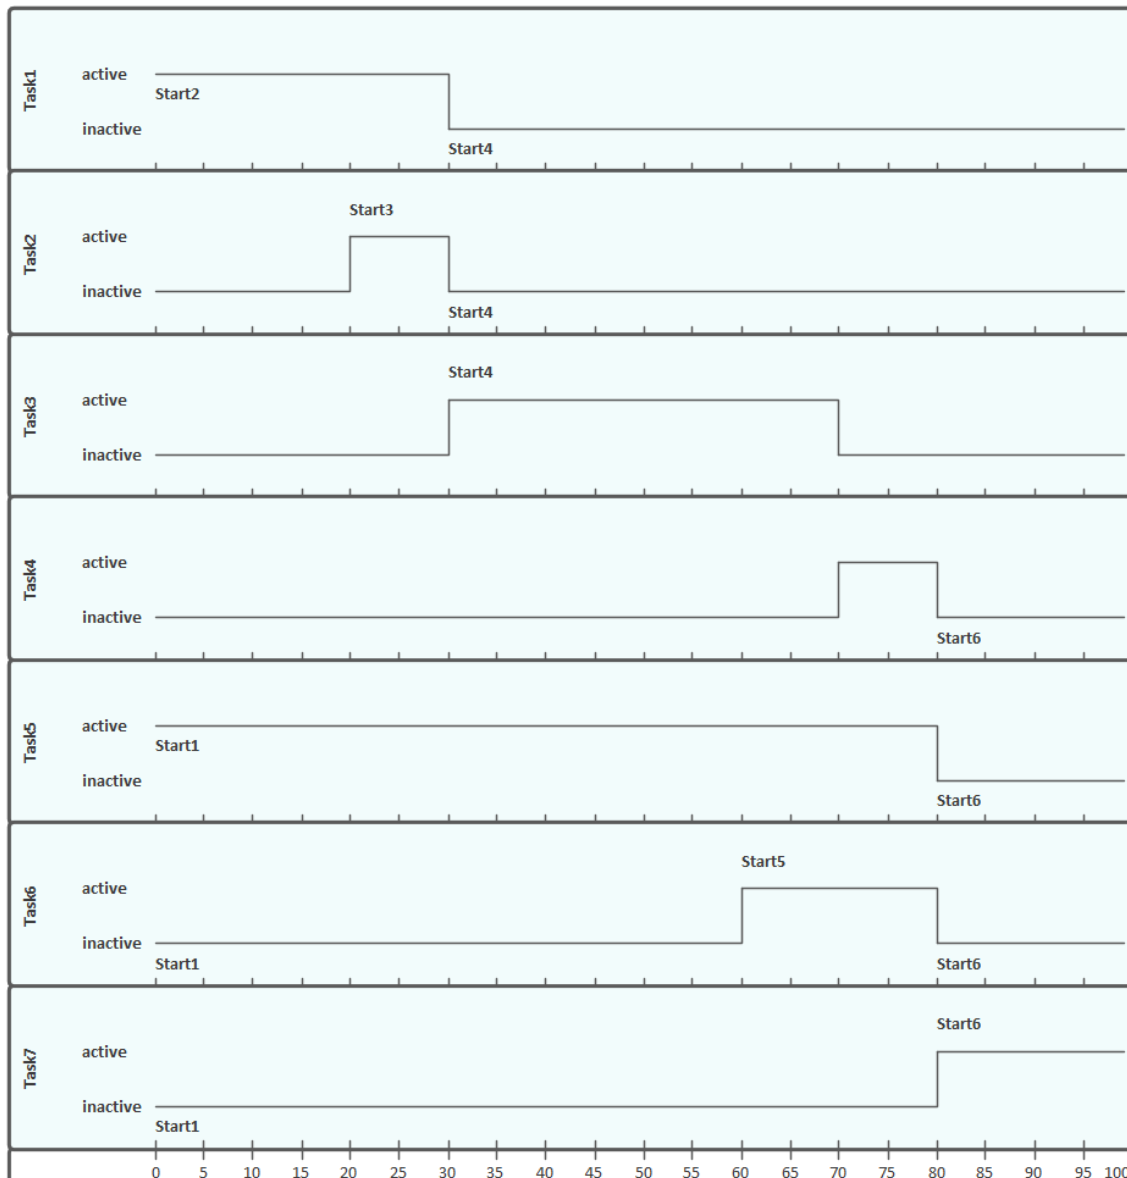 Task1
active
Start2
inactive
Start4
Task2
Start3
active
inactive
Start4
Task3
Start4
active
inactive
Task4
active
inactive
Start6
Task5
active
Start1
inactive
Start6
Task6
Start5
active
inactive
Start1 Start6
Task7
Start6
active
inactive
Start1
0 5 10 15 20 25 30 35 40 45 50 55 60 65 70 75 80 85 90 95 100